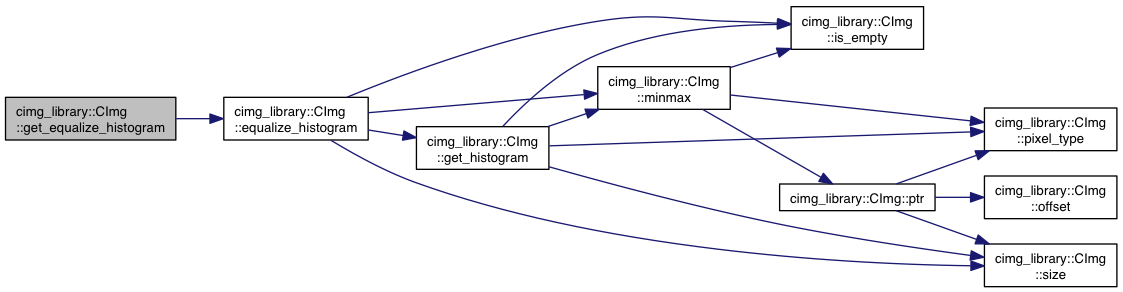 cimg_library::CImg
::get_equalize_histogram
cimg_library::CImg
::equalize_histogram
cimg_library::CImg
::get_histogram
cimg_library::CImg
::minmax
cimg_library::CImg
::is_empty
cimg_library::CImg::ptr
cimg_library::CImg
::pixel_type
cimg_library::CImg
::offset
cimg_library::CImg
::size